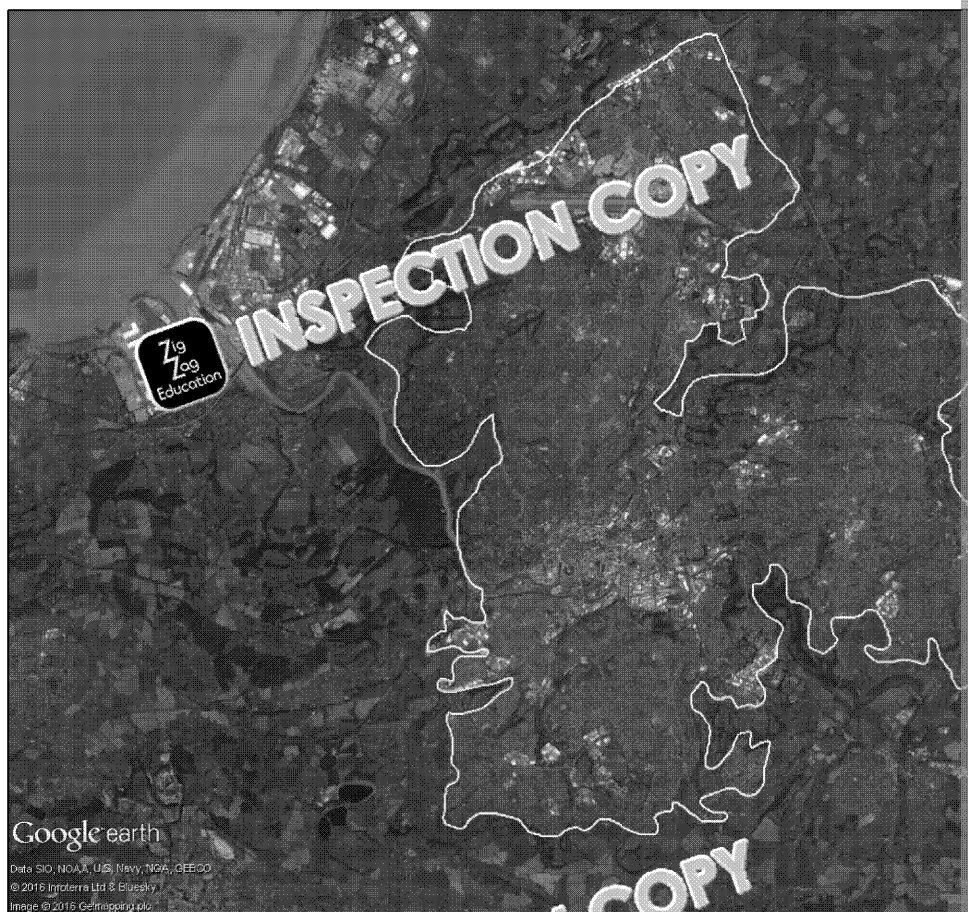 INSPECTION COPY
Zig
Zag
Education
Google earth
Data SIO, NOAA, U.S. Navy, NGA, GEBCO
© 2016 Infoterra Ltd & Bluesky
Image © 2016 Getmapping plc
COPY